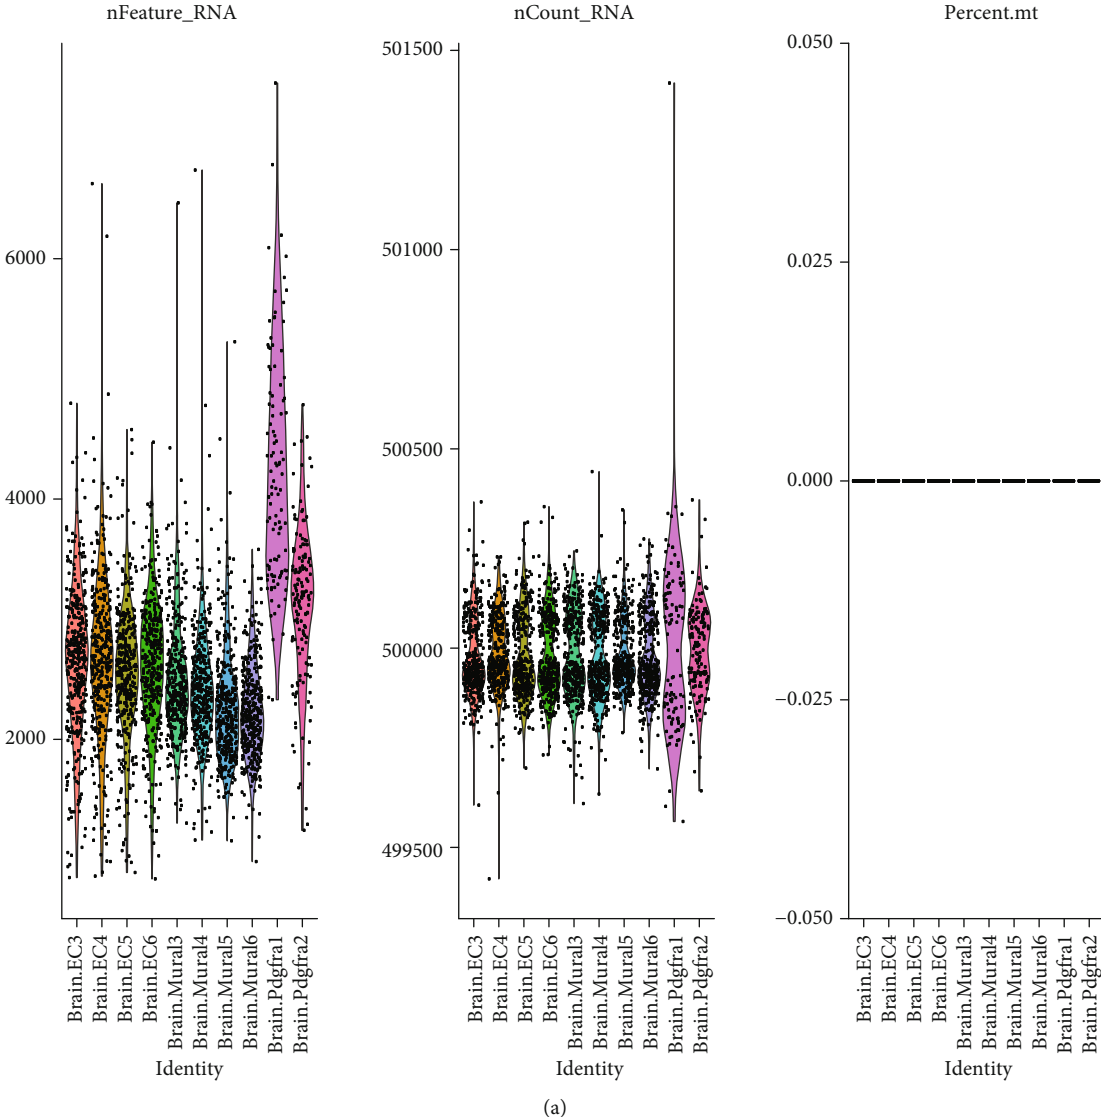 nFeature_RNA
6000
4000
2000
Brain.EC3
Brain.EC4
Brain.EC5
Brain.EC6
Brain.Mural3
Brain.Mural4
Brain.Mural5
Brain.Mural6
Brain.Pdgfra1
Brain.Pdgfra2
Identity
nCount_RNA
501500
501000
500500
500000
499500
Brain.EC3
Brain.EC4
Brain.EC5
Brain.EC6
Brain.Mural3
Brain.Mural4
Brain.Mural5
Brain.Mural6
Brain.Pdgfra1
Brain.Pdgfra2
Identity
Percent.mt
0.050
0.025
0.000
−0.025
−0.050
Brain.EC3
Brain.EC4
Brain.EC5
Brain.EC6
Brain.Mural3
Brain.Mural4
Brain.Mural5
Brain.Mural6
Brain.Pdgfra1
Brain.Pdgfra2
Identity
(a)